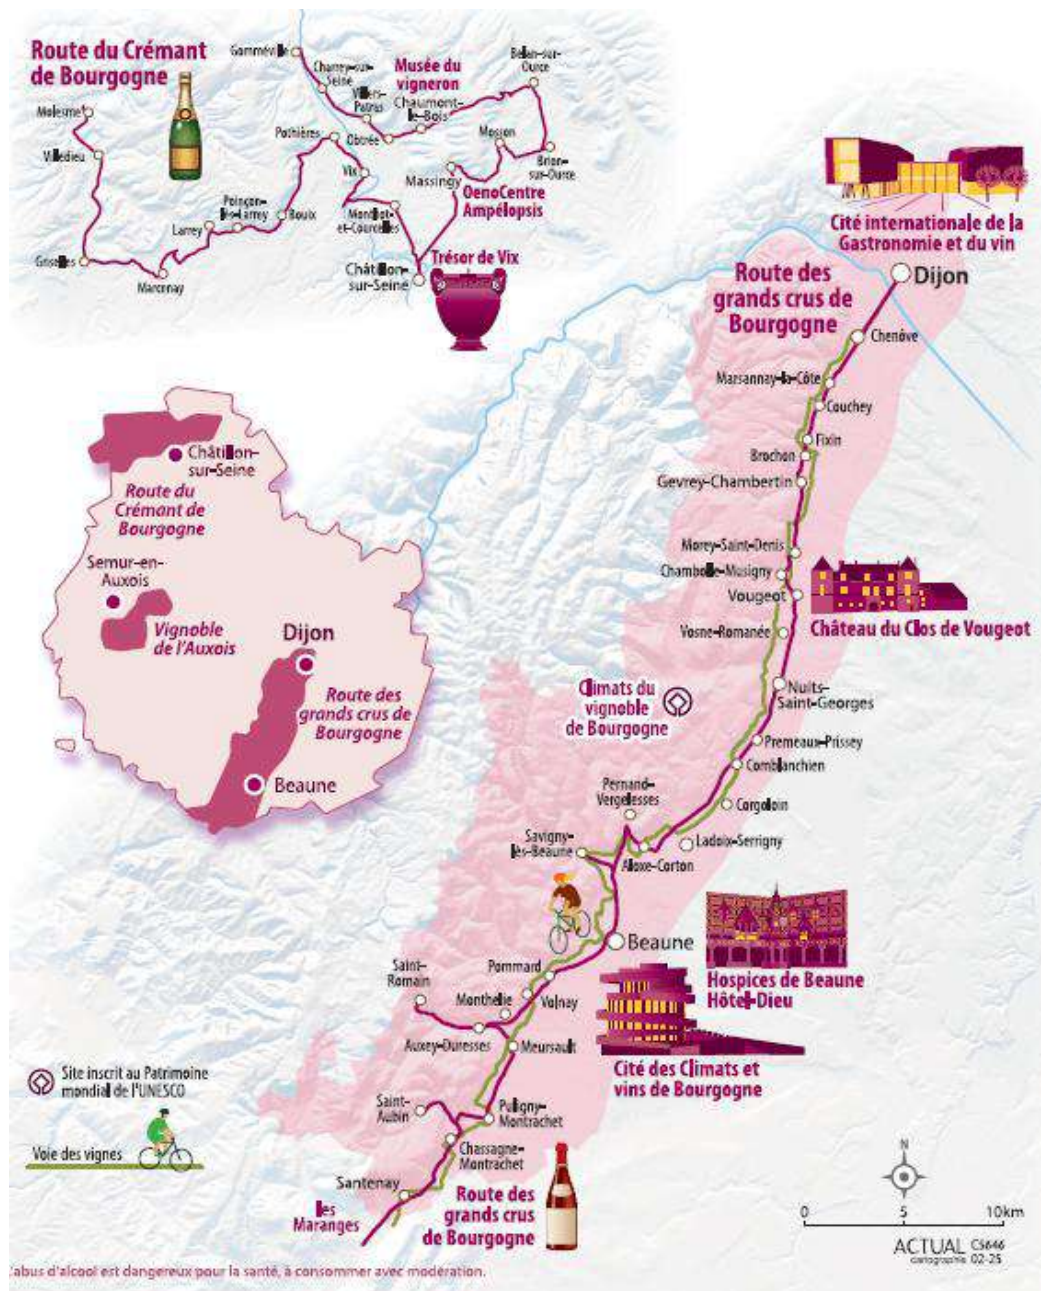 Route du Crémant
de Bourgogne
Gomméville
Charrey-sur-
Seine
Villers-
Patras
Musée du
vigneron
Chaumont-
le-Bois
Belan-sur-
Ource
Molesme
Villedieu
Pothières
Obtrée
Mosson
Brion-
sur-Ource
Vix
Massingy
OenoCentre
Ampélopsis
Poinçon-
lès-Larrey
Bouix
Larrey
Montliot-
et-Courcelles
Griselles
Marcenay
Châtillon-
sur-Seine
Trésor de Vix
Cité internationale de la
Gastronomie et du vin
Route des
grands crus de
Bourgogne
Dijon
Chenôve
Marsannay-la-Côte
Couchey
Fixin
Brochon
Gevrey-Chambertin
Morey-Saint-Denis
Chambolle-Musigny
Vougeot
Château du Clos de Vougeot
Vosne-Romanée
Climats du
vignoble
de Bourgogne
Nuits-
Saint-Georges
Premeaux-Prissey
Comblanchien
Pernand-
Vergelesses
Corgoloin
Savigny-
lès-Beaune
Ladoix-Serrigny
Aloxe-Corton
Beaune
Hospices de Beaune
Hôtel-Dieu
Saint-
Romain
Pommard
Monthelie
Volnay
Auxey-Duresses
Meursault
Cité des Climats et
vins de Bourgogne
Saint-
Aubin
Puligny-
Montrachet
Chassagne-
Montrachet
Santenay
les
Maranges
Route des
grands crus
de Bourgogne
Châtillon-
sur-Seine
Route du
Crémant de
Bourgogne
Semur-en-
Auxois
Vignoble
de l'Auxois
Dijon
Route des
grands crus de
Bourgogne
Beaune
Site inscrit au Patrimoine
mondial de l'UNESCO
Voie des vignes
N
0 5 10km
ACTUAL C5646
cartographie 02-25
'abus d'alcool est dangereux pour la santé, à consommer avec modération.